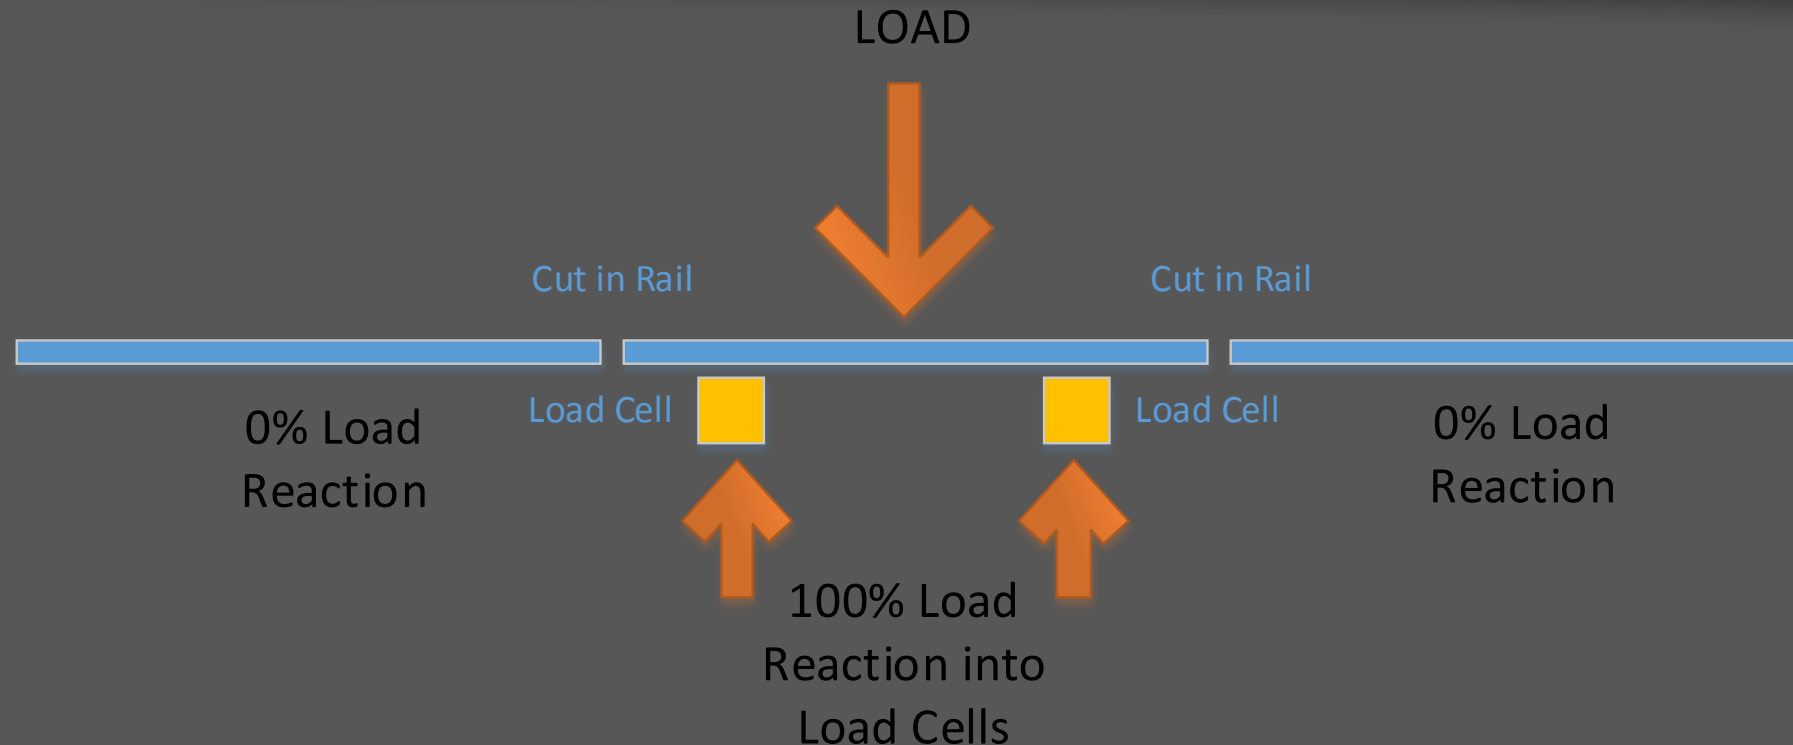 LOAD
Cut in Rail
Cut in Rail
Load Cell
Load Cell
0% Load
Reaction
0% Load
Reaction
100% Load
Reaction into
Load Cells